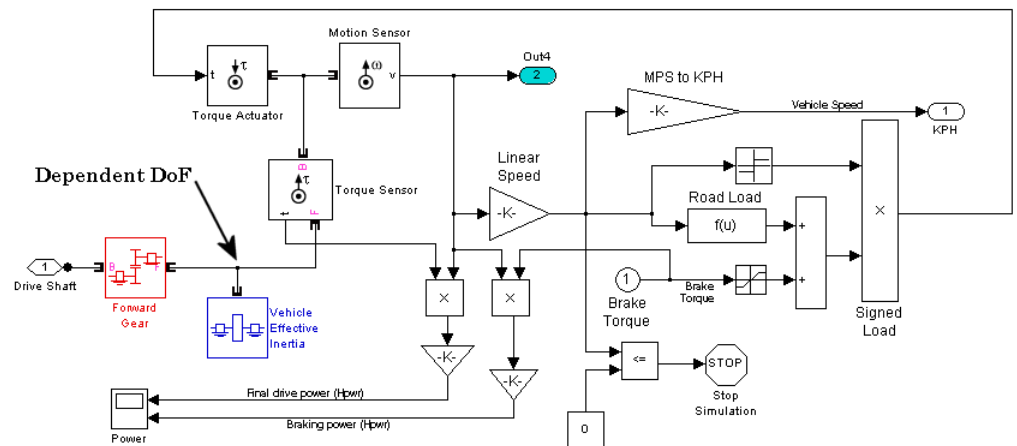 Motion Sensor
Out4
2
t
τ
ω
v
Torque Actuator
MPS to KPH
-K-
Vehicle Speed
1
KPH
Dependent DoF
B
τ
t
F
Torque Sensor
Linear
Speed
-K-
Road Load
f(u)
+
+
×
1
Drive Shaft
B
F
Forward
Gear
Vehicle
Effective
Inertia
×
×
1
Brake
Torque
Brake
Torque
Signed
Load
-K-
-K-
<=
STOP
Stop
Simulation
0
Final drive power (Hpwr)
Braking power (Hpwr)
Power